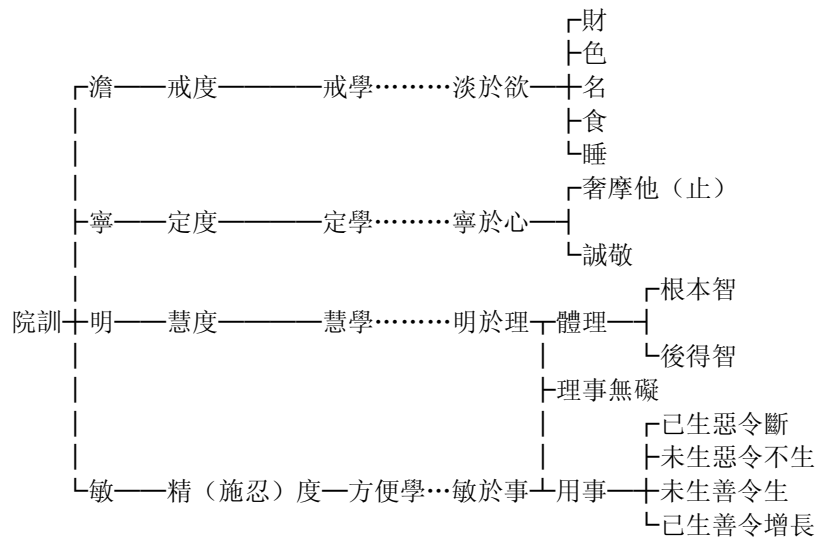 財
色
澹——戒度————戒學………淡於欲——名
食
睡
奢摩他（止）
寧——定度————定學………寧於心
誠敬
根本智
院訓 明——慧度————慧學………明於理 體理
後得智
理事無礙
已生惡令斷
未生惡令不生
敏——精（施忍）度—方便學…敏於事 用事——未生善令生
已生善令增長